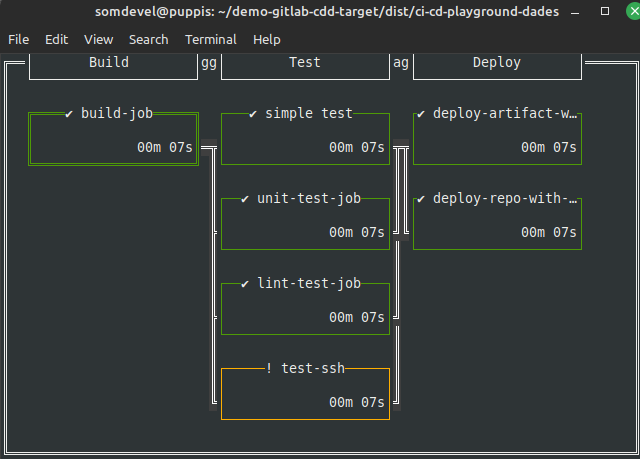 somdevel@puppis: ~/demo-gitlab-cdd-target/dist/ci-cd-playground-dades
File Edit View Search Terminal Help
Build gg Test ag Deploy
✔ build-job ✔ simple test ✔ deploy-artifact-w…
00m 07s 00m 07s 00m 07s
✔ unit-test-job ✔ deploy-repo-with-…
00m 07s 00m 07s
✔ lint-test-job
00m 07s
! test-ssh
00m 07s